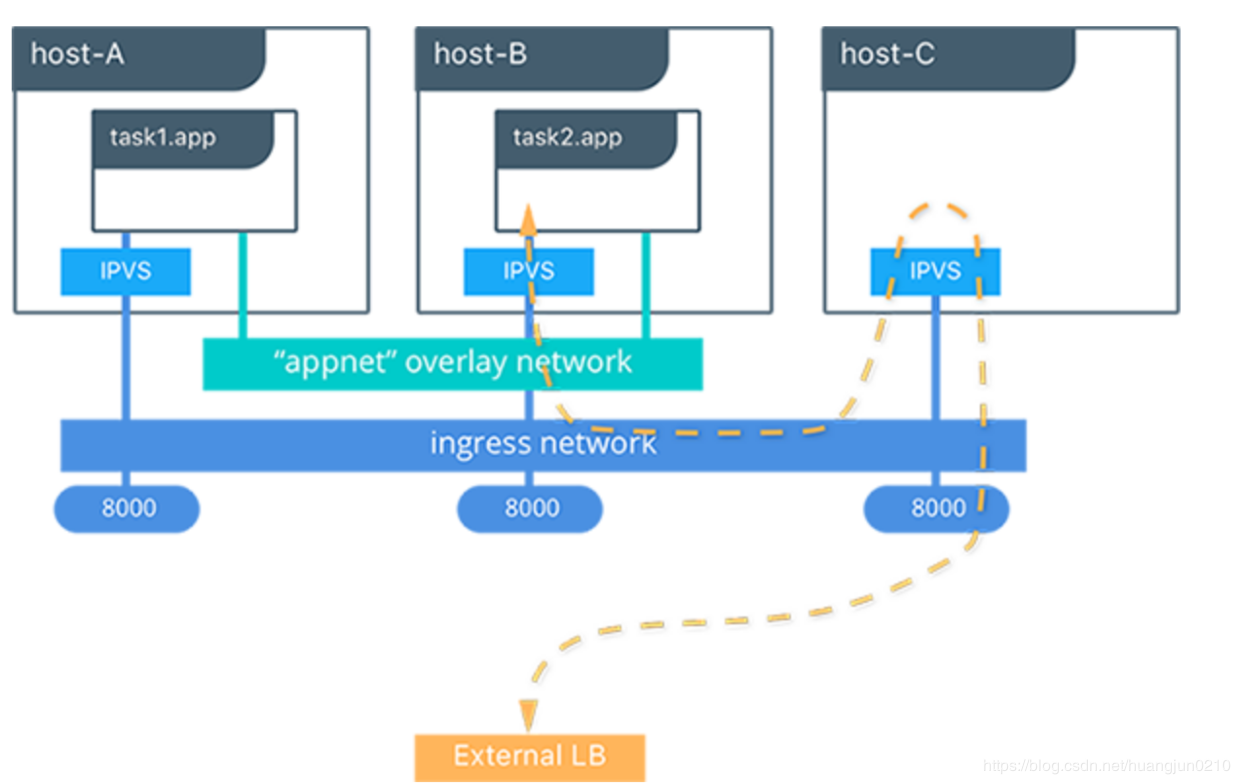 host-A
host-B
host-C
task1.app
task2.app
IPVS
IPVS
IPVS
“appnet” overlay network
ingress network
8000
8000
8000
External LB
https://blog.csdn.net/huangjun0210